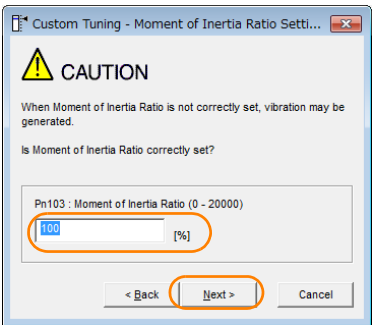 Custom Tuning - Moment of Inertia Ratio Setti...
CAUTION
When Moment of Inertia Ratio is not correctly set, vibration may be
generated.
Is Moment of Inertia Ratio correctly set?
Pn103 : Moment of Inertia Ratio (0 - 20000)
100 [%]
< Back Next > Cancel